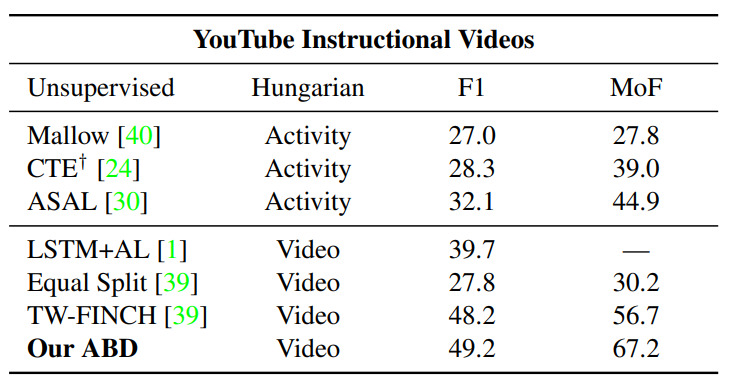 YouTube Instructional Videos
Unsupervised Hungarian F1 MoF
Mallow [40] Activity 27.0 27.8
CTE† [24] Activity 28.3 39.0
ASAL [30] Activity 32.1 44.9
LSTM+AL [1] Video 39.7 —
Equal Split [39] Video 27.8 30.2
TW-FINCH [39] Video 48.2 56.7
Our ABD Video 49.2 67.2